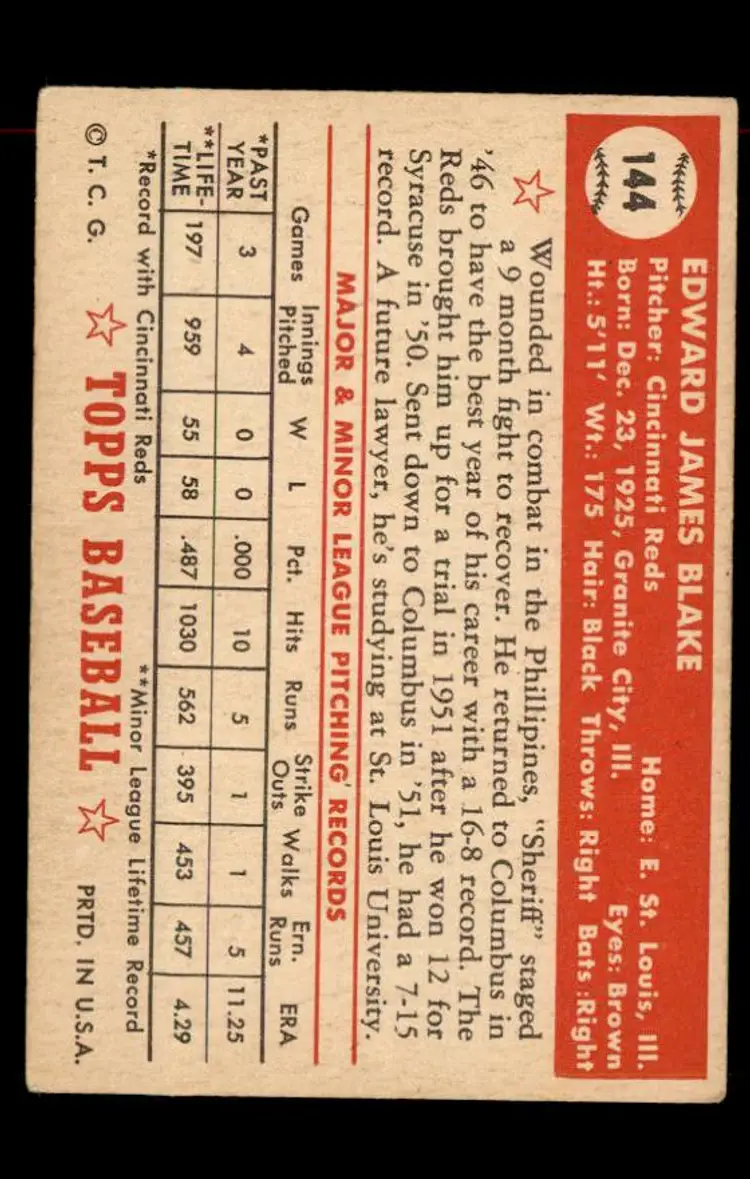 144
EDWARD JAMES BLAKE
Pitcher: Cincinnati Reds Home: E. St. Louis, Ill.
Born: Dec. 23, 1925, Granite City, Ill. Eyes: Brown
Ht.: 5'11' Wt.: 175 Hair: Black Throws: Right Bats :Right
Wounded in combat in the Phillipines, "Sheriff" staged
a 9 month fight to recover. He returned to Columbus in
'46 to have the best year of his career with a 16-8 record. The
Reds brought him up for a trial in 1951 after he won 12 for
Syracuse in '50. Sent down to Columbus in '51, he had a 7-15
record. A future lawyer, he's studying at St. Louis University.
MAJOR & MINOR LEAGUE PITCHING RECORDS
Games Innings Pitched W L Pct. Hits Runs Strike Outs Walks Ern. Runs ERA
*PAST YEAR 3 4 0 0 .000 10 5 1 1 5 11.25
**LIFE-TIME 197 959 55 58 .487 1030 562 395 453 457 4.29
*Record with Cincinnati Reds **Minor League Lifetime Record
© T. C. G. TOPPS BASEBALL PRTD. IN U.S.A.